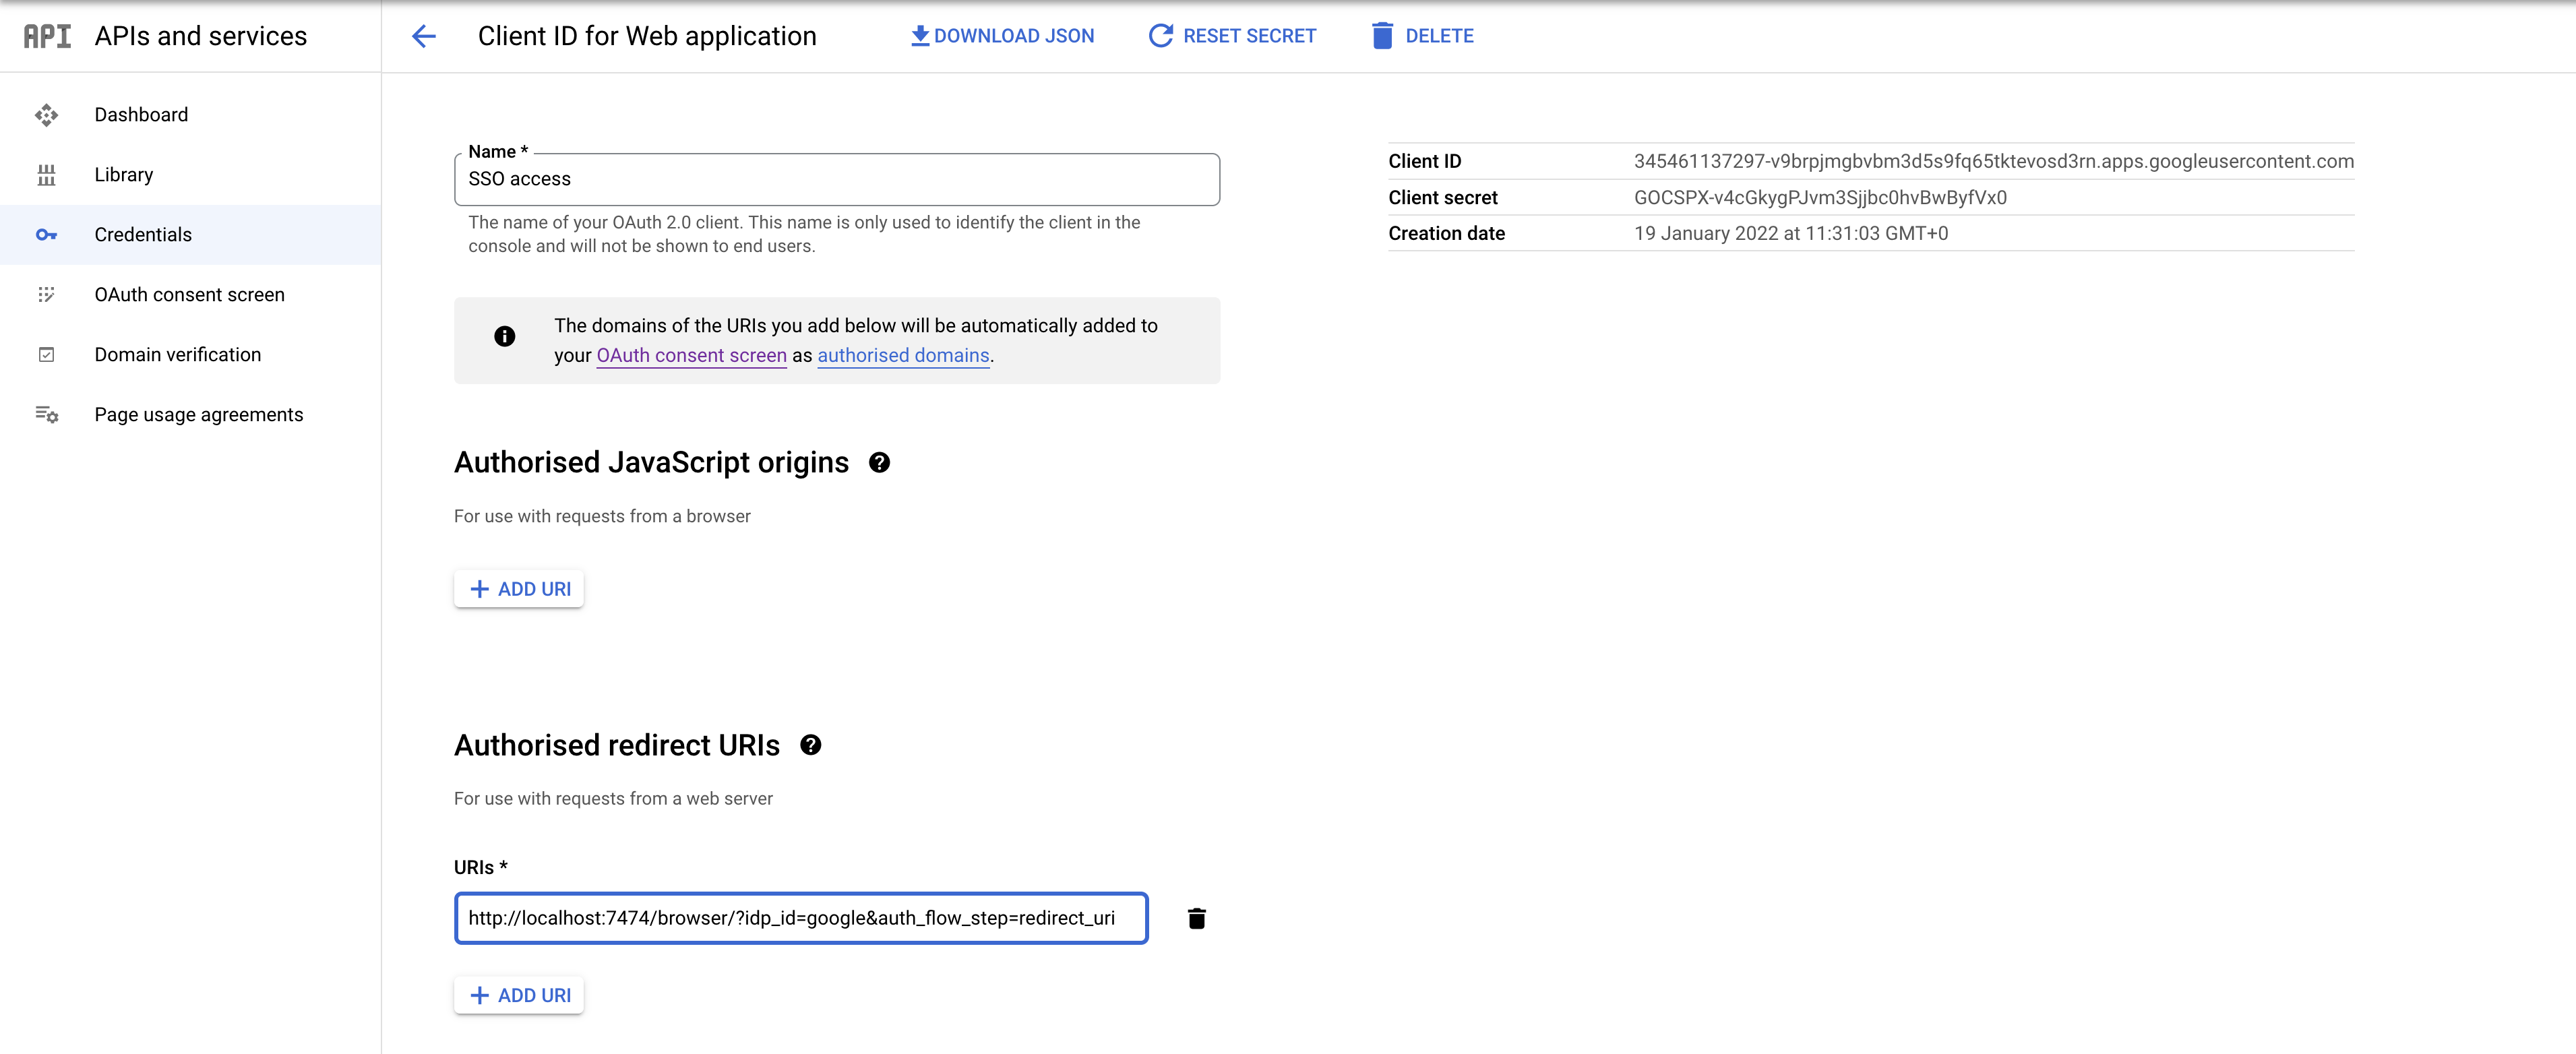 API APIs and services
Client ID for Web application
DOWNLOAD JSON
RESET SECRET
DELETE
Dashboard
Library
Credentials
OAuth consent screen
Domain verification
Page usage agreements
Name *
SSO access
The name of your OAuth 2.0 client. This name is only used to identify the client in the
console and will not be shown to end users.
Client ID 345461137297-v9brpjmgbvbm3d5s9fq65tktevosd3rn.apps.googleusercontent.com
Client secret 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
Creation date 19 January 2022 at 11:31:03 GMT+0
The domains of the URIs you add below will be automatically added to
your OAuth consent screen as authorised domains.
Authorised JavaScript origins
For use with requests from a browser
ADD URI
Authorised redirect URIs
For use with requests from a web server
URIs *
http://localhost:7474/browser/?idp_id=google&auth_flow_step=redirect_uri
ADD URI